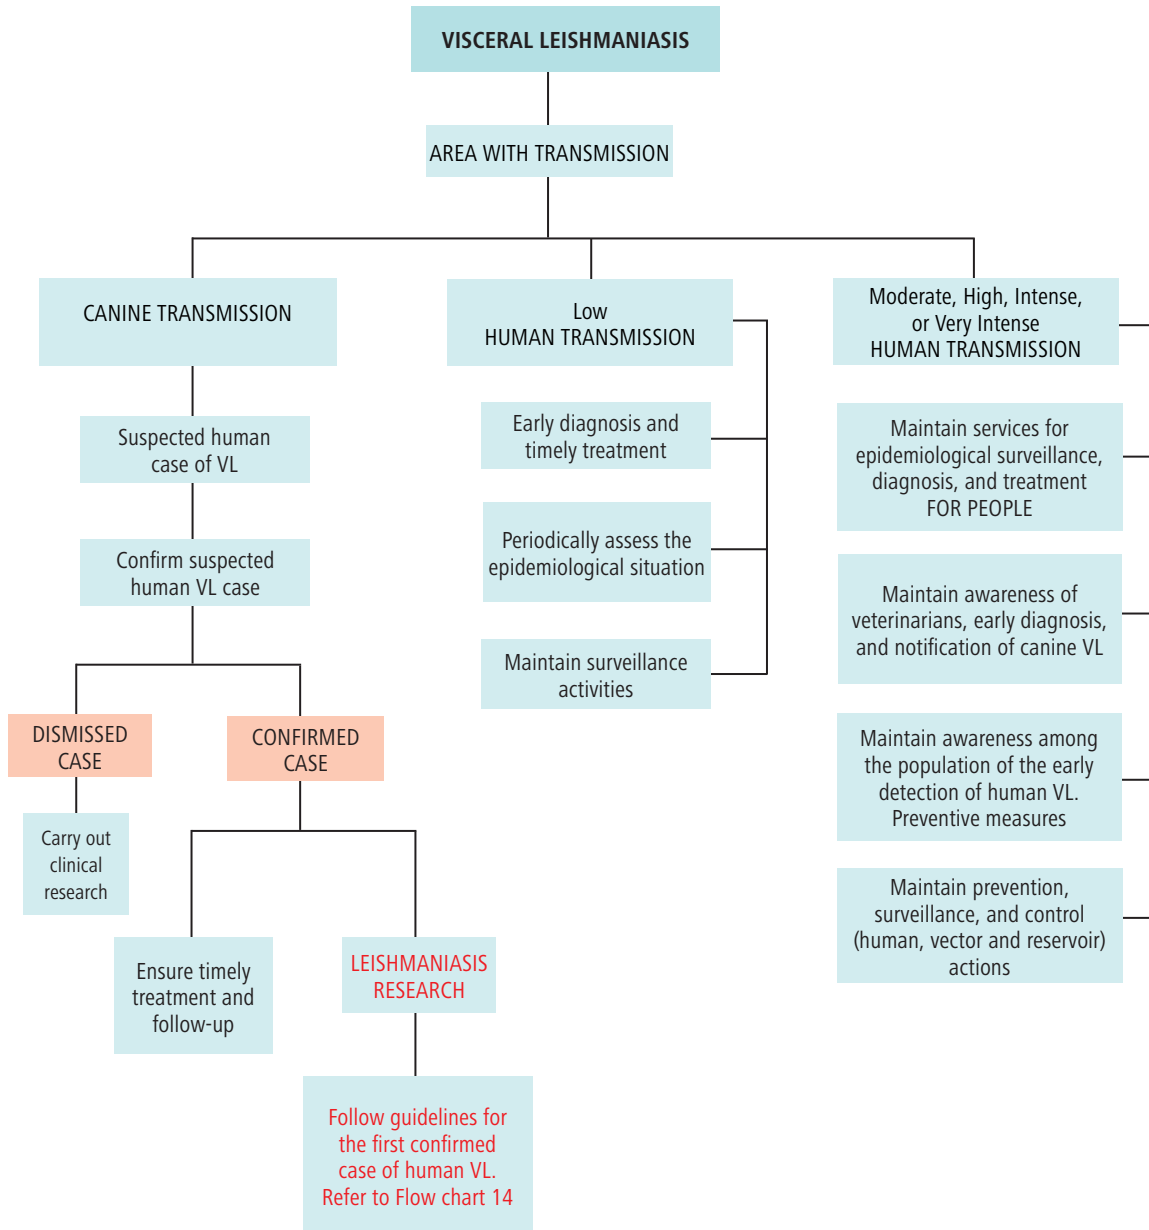 VISCERAL LEISHMANIASIS
AREA WITH TRANSMISSION
CANINE TRANSMISSION
Suspected human
case of VL
Confirm suspected
human VL case
DISMISSED
CASE
Carry out
clinical
research
CONFIRMED
CASE
Ensure timely
treatment and
follow-up
LEISHMANIASIS
RESEARCH
Follow guidelines for
the first confirmed
case of human VL.
Refer to Flow chart 14
Low
HUMAN TRANSMISSION
Early diagnosis and
timely treatment
Periodically assess the
epidemiological situation
Maintain surveillance
activities
Moderate, High, Intense,
or Very Intense
HUMAN TRANSMISSION
Maintain services for
epidemiological surveillance,
diagnosis, and treatment
FOR PEOPLE
Maintain awareness of
veterinarians, early diagnosis,
and notification of canine VL
Maintain awareness among
the population of the early
detection of human VL.
Preventive measures
Maintain prevention,
surveillance, and control
(human, vector and reservoir)
actions